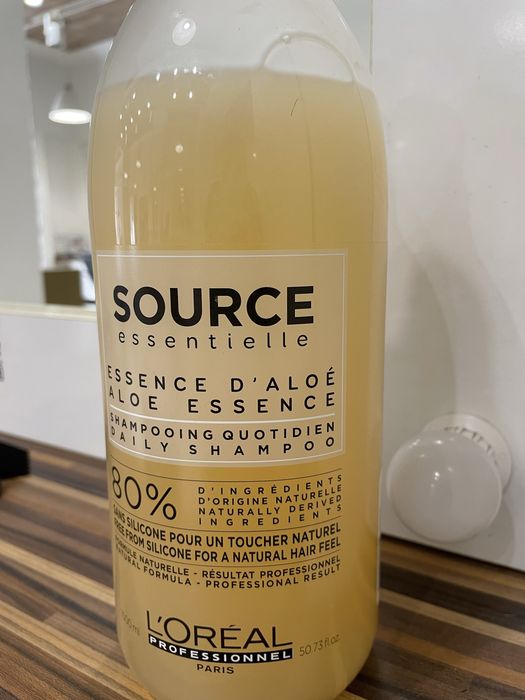 SOURCE
essentielle
ESSENCE D'ALOÉ
ALOE ESSENCE
SHAMPOOING QUOTIDIEN
DAILY SHAMPOO
80%
D'INGRÉDIENTS
D'ORIGINE NATURELLE
NATURALLY DERIVED
INGREDIENTS
SANS SILICONE POUR UN TOUCHER NATUREL
FREE FROM SILICONE FOR A NATURAL HAIR FEEL
FORMULE NATURELLE - RÉSULTAT PROFESSIONNEL
NATURAL FORMULA - PROFESSIONAL RESULT
1500 ml
L'ORÉAL
PROFESSIONNEL
PARIS
50.73 fl.oz.